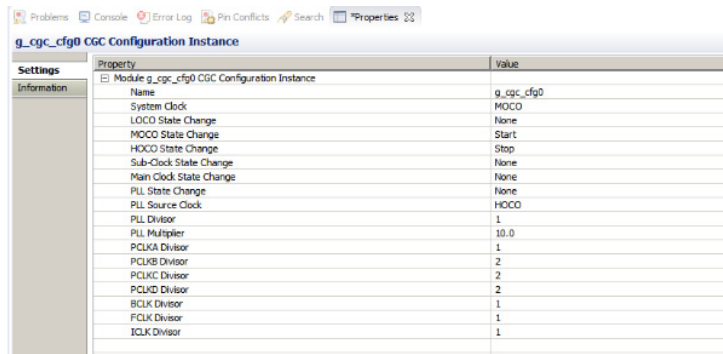 Problems Console Error Log Pin Conflicts Search *Properties
g_cgc_cfg0 CGC Configuration Instance
Settings
Information
Property Value
Module g_cgc_cfg0 CGC Configuration Instance
Name g_cgc_cfg0
System Clock MOCO
LOCO State Change None
MOCO State Change Start
HOCO State Change Stop
Sub-Clock State Change None
Main Clock State Change None
PLL State Change None
PLL Source Clock HOCO
PLL Divisor 1
PLL Multiplier 10.0
PCLKA Divisor 1
PCLKB Divisor 2
PCLKC Divisor 2
PCLKD Divisor 2
BCLK Divisor 1
FCLK Divisor 1
ICLK Divisor 1